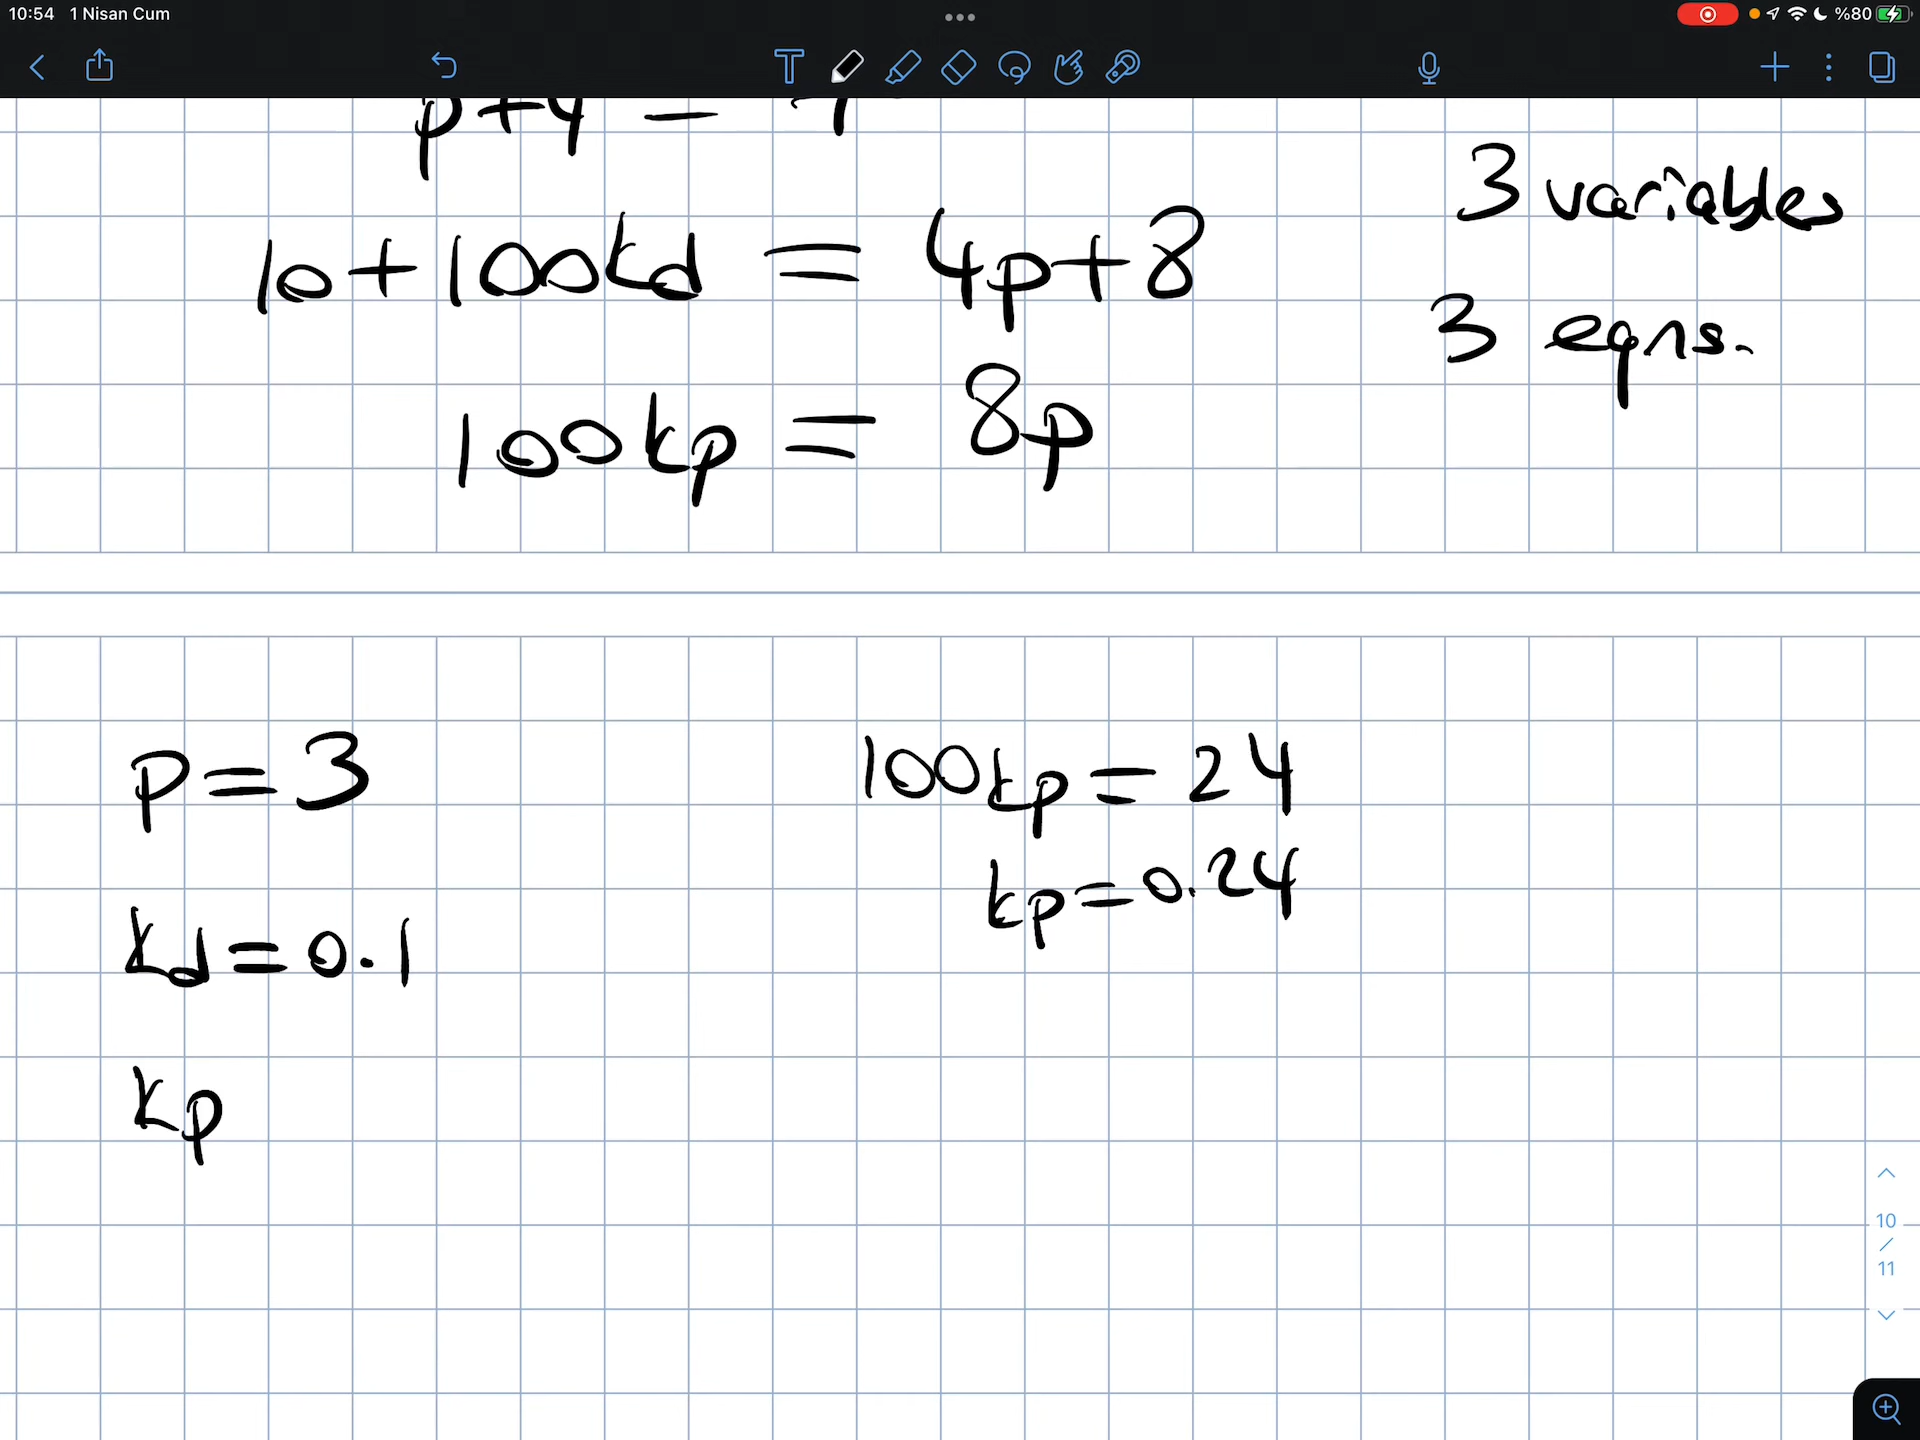 10:54 1 Nisan Cum
%80
p+4 =
3 variables
10+100kd = 4p+8
3 eqns.
100kp = 8p
p=3
100kp=24
kp=0.24
kd=0.1
kp
10
/
11